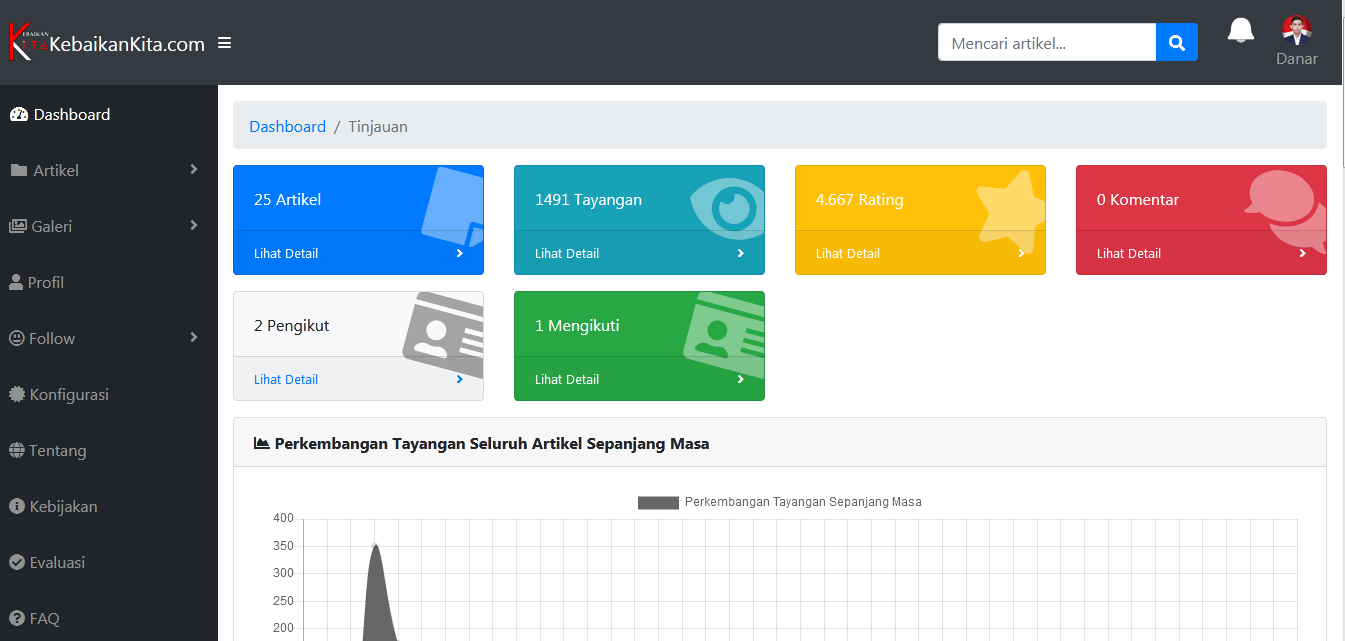 KEBAIKAN
KITA
KebaikanKita.com
Mencari artikel...
Danar
Dashboard
Artikel
Galeri
Profil
Follow
Konfigurasi
Tentang
Kebijakan
Evaluasi
FAQ
Dashboard / Tinjauan
25 Artikel
Lihat Detail
1491 Tayangan
Lihat Detail
4.667 Rating
Lihat Detail
0 Komentar
Lihat Detail
2 Pengikut
Lihat Detail
1 Mengikuti
Lihat Detail
Perkembangan Tayangan Seluruh Artikel Sepanjang Masa
Perkembangan Tayangan Sepanjang Masa
400
350
300
250
200